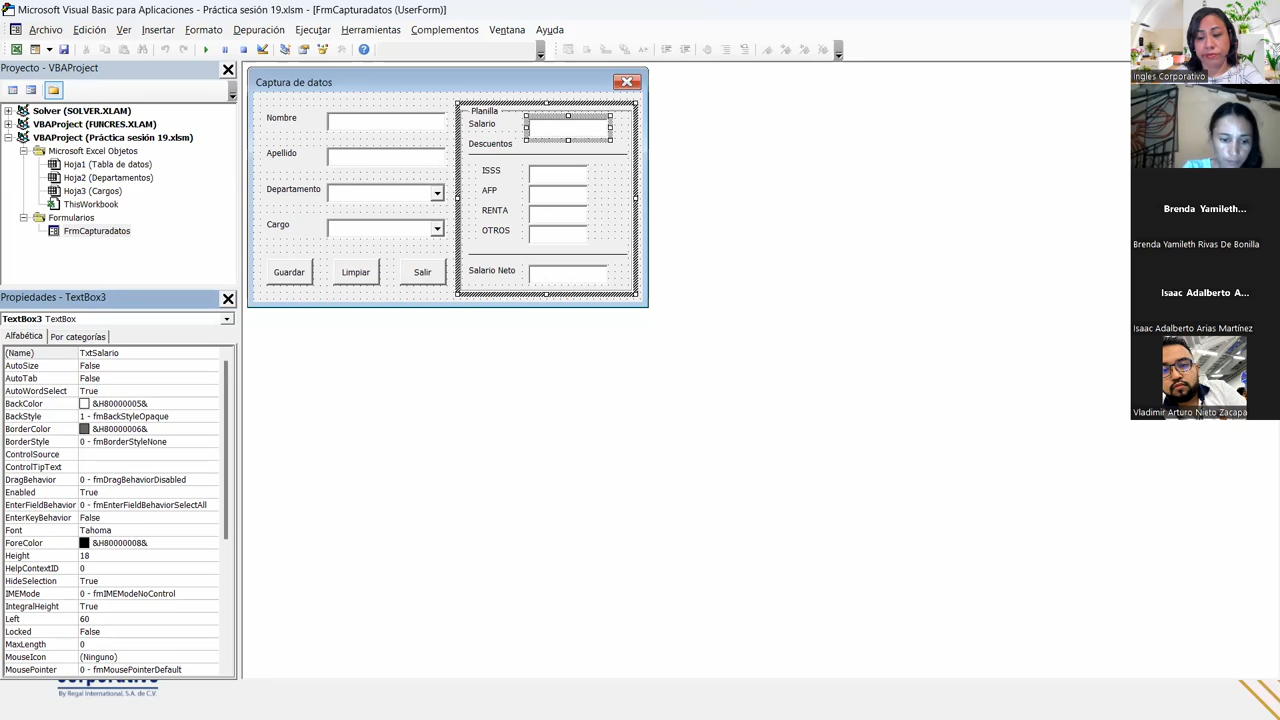 Microsoft Visual Basic para Aplicaciones - Práctica sesión 19.xlsm - [FrmCapturadatos (UserForm)]
Archivo Edición Ver Insertar Formato Depuración Ejecutar Herramientas Complementos Ventana Ayuda
Proyecto - VBAProject
Solver (SOLVER.XLAM)
VBAProject (FUNCRES.XLAM)
VBAProject (Práctica sesión 19.xlsm)
Microsoft Excel Objetos
Hoja1 (Tabla de datos)
Hoja2 (Departamentos)
Hoja3 (Cargos)
ThisWorkbook
Formularios
FrmCapturadatos
Propiedades - TextBox3
TextBox3 TextBox
Alfabética Por categorías
(Name) TxtSalario
AutoSize False
AutoTab False
AutoWordSelect True
BackColor &H80000005&
BackStyle 1 - fmBackStyleOpaque
BorderColor &H80000006&
BorderStyle 0 - fmBorderStyleNone
ControlSource
ControlTipText
DragBehavior 0 - fmDragBehaviorDisabled
Enabled True
EnterFieldBehavior 0 - fmEnterFieldBehaviorSelectAll
EnterKeyBehavior False
Font Tahoma
ForeColor &H80000008&
Height 18
HelpContextID 0
HideSelection True
IMEMode 0 - fmIMEModeNoControl
IntegralHeight True
Left 60
Locked False
MaxLength 0
MouseIcon (Ninguno)
MousePointer 0 - fmMousePointerDefault
Captura de datos
Nombre
Apellido
Departamento
Cargo
Guardar Limpiar Salir
Planilla
Salario
Descuentos
ISSS
AFP
RENTA
OTROS
Salario Neto
Ingles Corporativo
Brenda Yamileth...
Brenda Yamileth Rivas De Bonilla
Isaac Adalberto A...
Isaac Adalberto Arias Martínez
Vladimir Arturo Nieto Zacapa
By Regal International, S.A. de C.V.